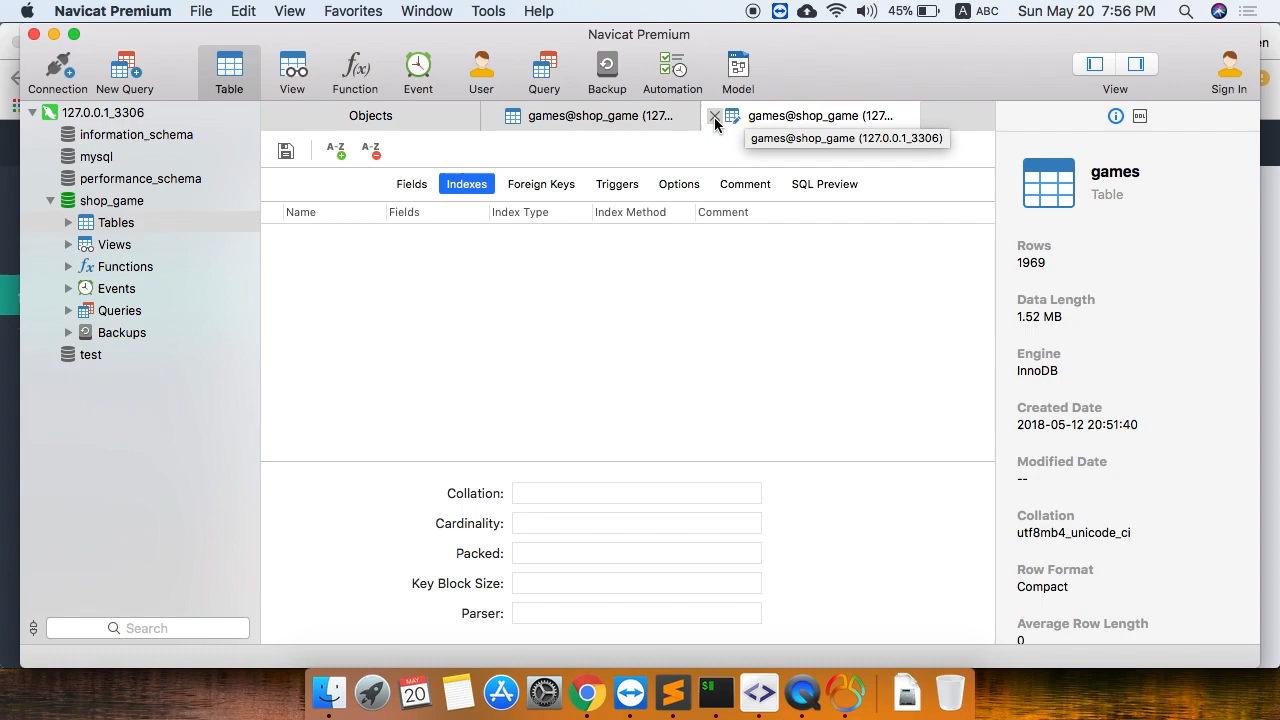 Navicat Premium File Edit View Favorites Window Tools Help 45% A ABC Sun May 20 7:56 PM
Navicat Premium
Connection New Query Table View Function Event User Query Backup Automation Model View Sign In
127.0.0.1_3306
information_schema
mysql
performance_schema
shop_game
Tables
Views
Functions
Events
Queries
Backups
test
Search
Objects games@shop_game (127... games@shop_game (127...
games@shop_game (127.0.0.1_3306)
Fields Indexes Foreign Keys Triggers Options Comment SQL Preview
Name Fields Index Type Index Method Comment
Collation:
Cardinality:
Packed:
Key Block Size:
Parser:
DDL
games
Table
Rows
1969
Data Length
1.52 MB
Engine
InnoDB
Created Date
2018-05-12 20:51:40
Modified Date
--
Collation
utf8mb4_unicode_ci
Row Format
Compact
Average Row Length
0
MAY
20